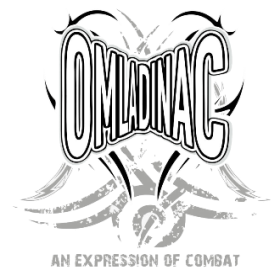 OMLADINAC
AN EXPRESSION OF COMBAT